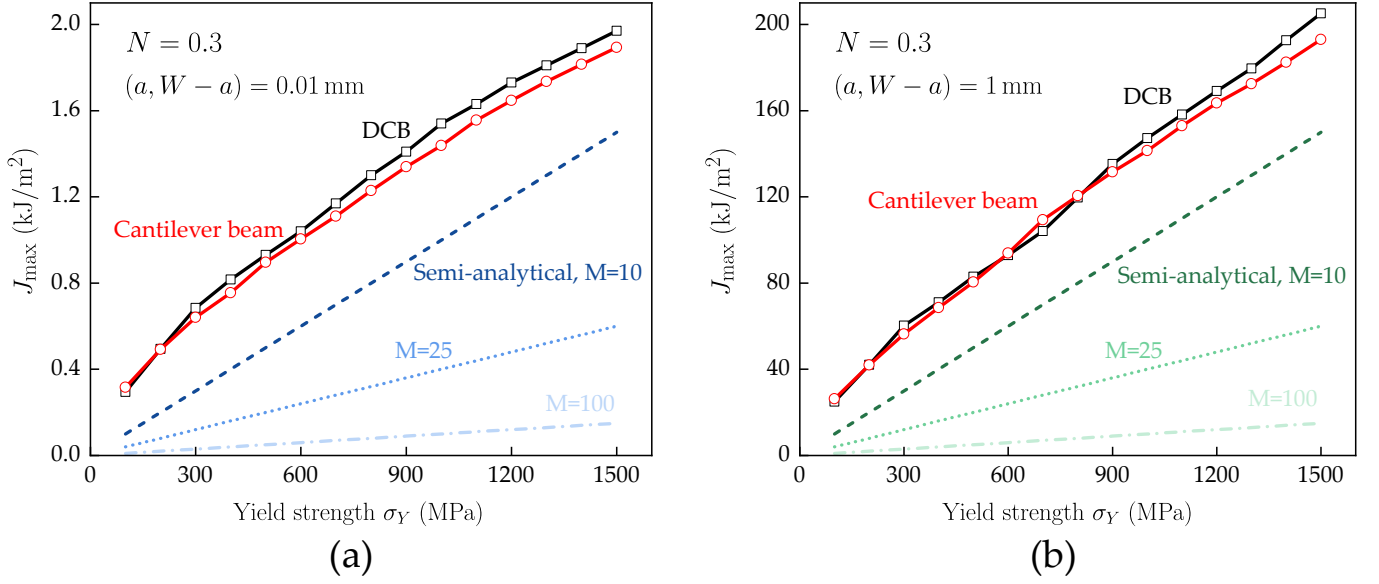 2.0
1.6
1.2
0.8
0.4
0.0
J_max (kJ/m²)
N = 0.3
(a, W − a) = 0.01 mm
DCB
Cantilever beam
Semi-analytical, M=10
M=25
M=100
0 300 600 900 1200 1500
Yield strength σ_Y (MPa)
(a)
200
160
120
80
40
0
J_max (kJ/m²)
N = 0.3
(a, W − a) = 1 mm
DCB
Cantilever beam
Semi-analytical, M=10
M=25
M=100
0 300 600 900 1200 1500
Yield strength σ_Y (MPa)
(b)